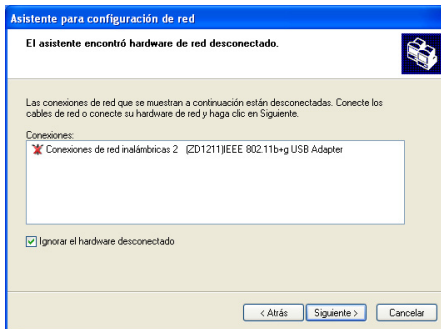 Asistente para configuración de red
El asistente encontró hardware de red desconectado.
Las conexiones de red que se muestran a continuación están desconectadas. Conecte los
cables de red o conecte su hardware de red y haga clic en Siguiente.
Conexiones:
Conexiones de red inalámbricas 2 (ZD1211)IEEE 802.11b+g USB Adapter
Ignorar el hardware desconectado
< Atrás Siguiente > Cancelar